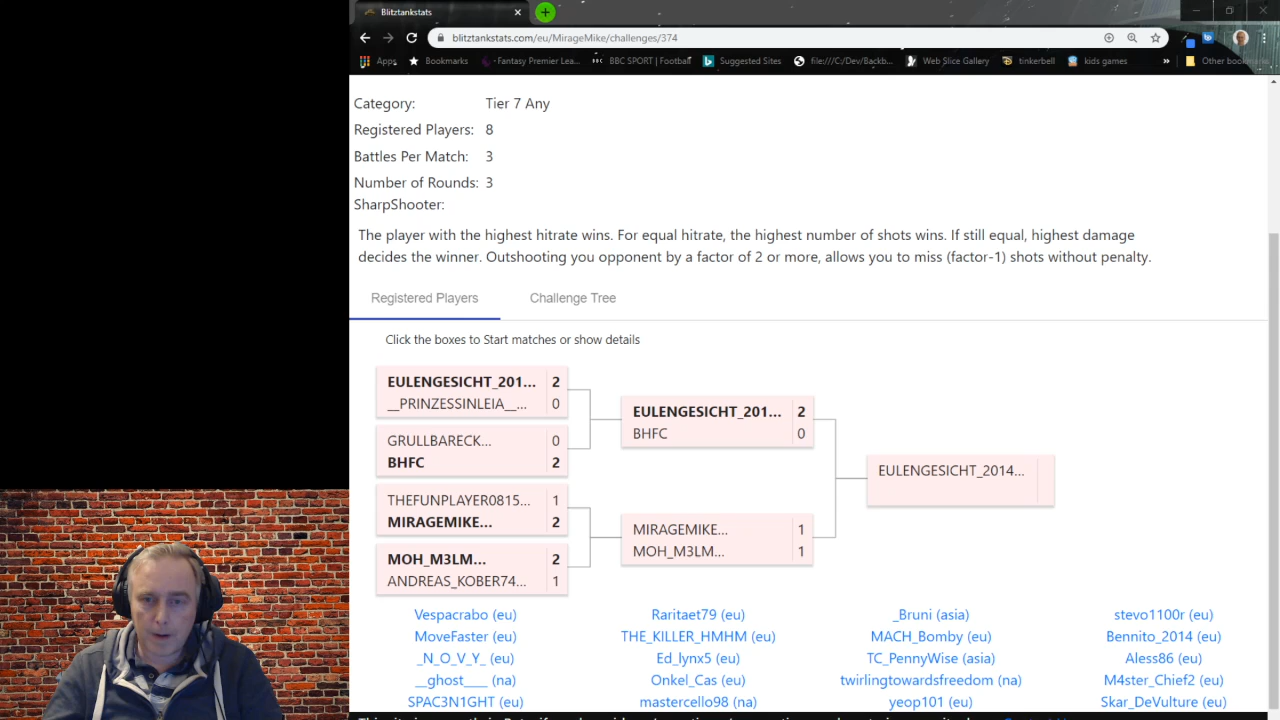 Blitztankstats
blitztankstats.com/eu/MirageMike/challenges/374
Apps Bookmarks -Fantasy Premier Lea... BBC SPORT | Football Suggested Sites file:///C:/Dev/Backb... Web Slice Gallery tinkerbell kids games » Other bookmarks
Category: Tier 7 Any
Registered Players: 8
Battles Per Match: 3
Number of Rounds: 3
SharpShooter:
The player with the highest hitrate wins. For equal hitrate, the highest number of shots wins. If still equal, highest damage
decides the winner. Outshooting you opponent by a factor of 2 or more, allows you to miss (factor-1) shots without penalty.
Registered Players Challenge Tree
Click the boxes to Start matches or show details
EULENGESICHT_201... 2
__PRINZESSINLEIA__... 0
GRULLBARECK... 0
BHFC 2
THEFUNPLAYER0815... 1
MIRAGEMIKE... 2
MOH_M3LM... 2
ANDREAS_KOBER74... 1
EULENGESICHT_201... 2
BHFC 0
MIRAGEMIKE... 1
MOH_M3LM... 1
EULENGESICHT_2014...
Vespacrabo (eu) Raritaet79 (eu) _Bruni (asia) stevo1100r (eu)
MoveFaster (eu) THE_KILLER_HMHM (eu) MACH_Bomby (eu) Bennito_2014 (eu)
_N_O_V_Y_ (eu) Ed_lynx5 (eu) TC_PennyWise (asia) Aless86 (eu)
__ghost____ (na) Onkel_Cas (eu) twirlingtowardsfreedom (na) M4ster_Chief2 (eu)
SPAC3N1GHT (eu) mastercello98 (na) yeop101 (eu) Skar_DeVulture (eu)